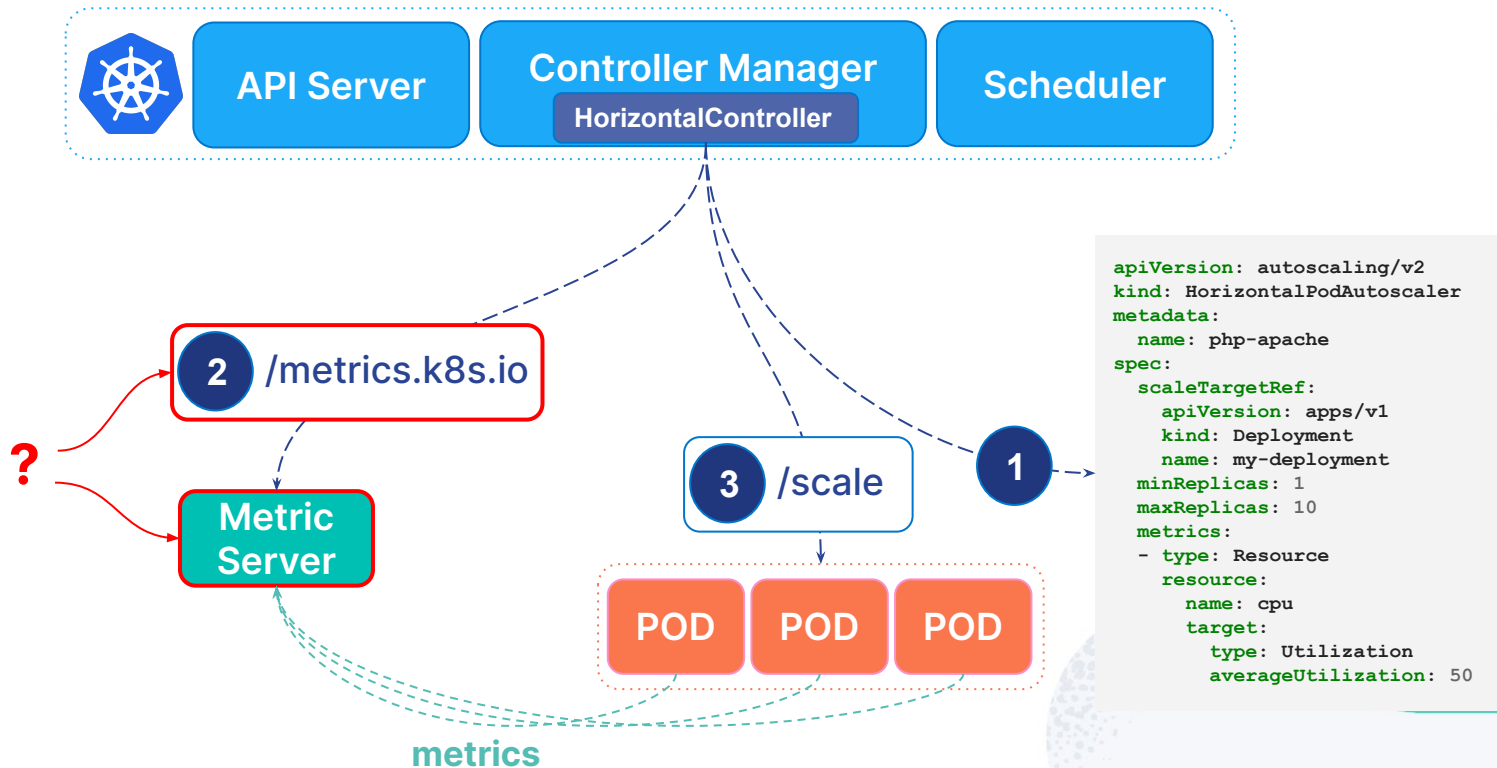 API Server
Controller Manager
HorizontalController
Scheduler
2 /metrics.k8s.io
?
Metric
Server
3 /scale
1
POD
POD
POD
metrics
apiVersion: autoscaling/v2
kind: HorizontalPodAutoscaler
metadata:
  name: php-apache
spec:
  scaleTargetRef:
    apiVersion: apps/v1
    kind: Deployment
    name: my-deployment
  minReplicas: 1
  maxReplicas: 10
  metrics:
  - type: Resource
    resource:
      name: cpu
      target:
        type: Utilization
        averageUtilization: 50